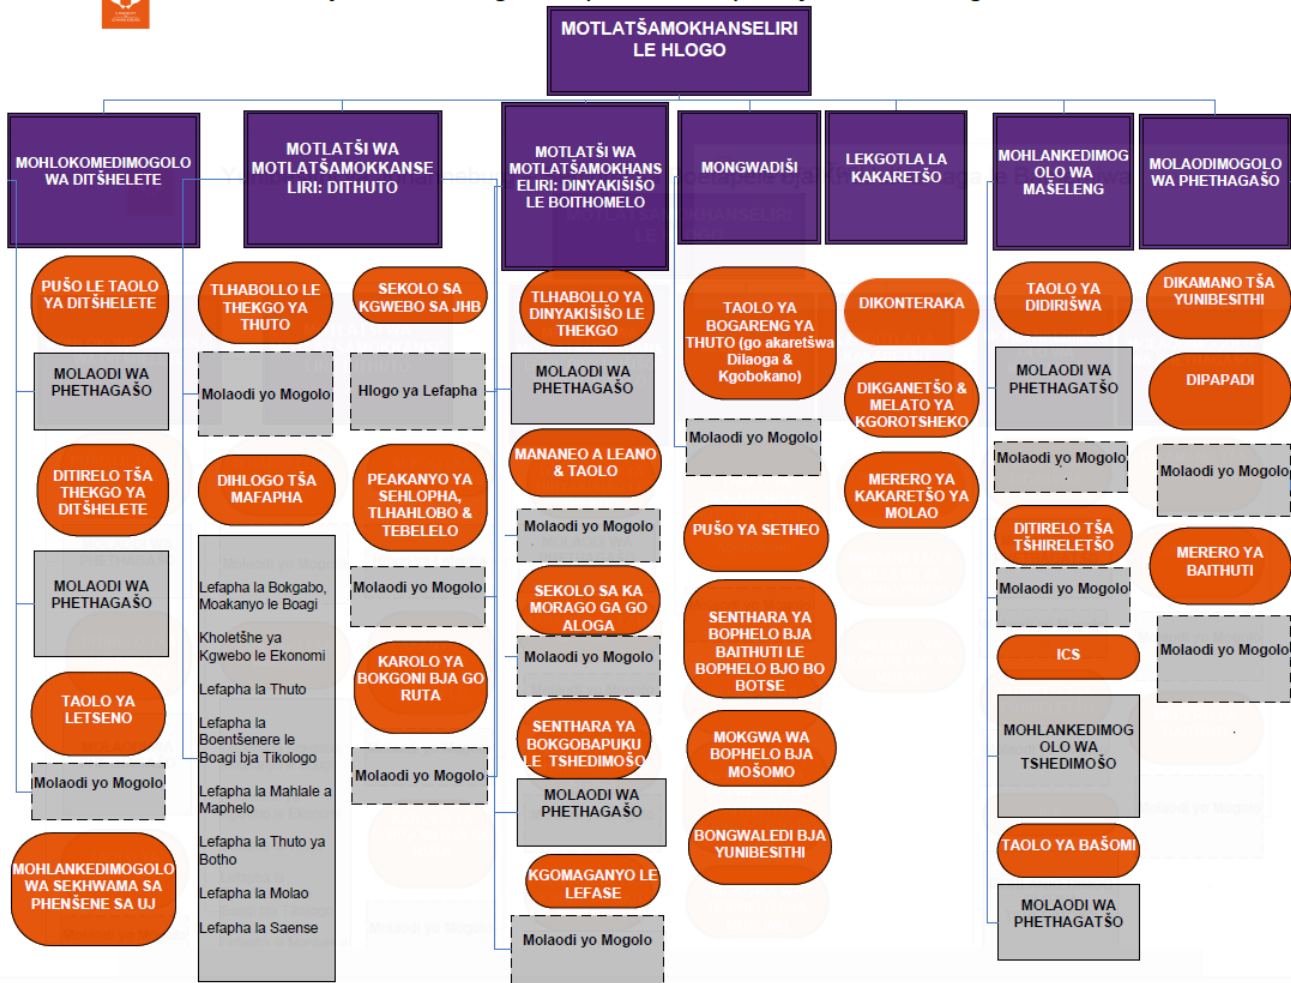 MOTLATŠAMOKHANSELIRI
LE HLOGO
MOHLOKOMEDIMOGOLO
WA DITŠHELETE
MOTLATŠI WA
MOTLATŠAMOKKANSE
LIRI: DITHUTO
MOTLATŠI WA
MOTLATŠAMOKHANS
ELIRI: DINYAKIŠIŠO
LE BOITHOMELO
MONGWADIŠI
LEKGOTLA LA
KAKARETŠO
MOHLANKEDIMOG
OLO WA
MAŠELENG
MOLAODIMOGOLO
WA PHETHAGAŠO
PUŠO LE TAOLO
YA DITŠHELETE
MOLAODI WA
PHETHAGAŠO
DITIRELO TŠA
THEKGO YA
DITŠHELETE
MOLAODI WA
PHETHAGAŠO
TAOLO YA
LETSENO
Molaodi yo Mogolo
MOHLANKEDIMOGOLO
WA SEKHWAMA SA
PHENŠENE SA UJ
TLHABOLLO LE
THEKGO YA
THUTO
Molaodi yo Mogolo
DIHLOGO TŠA
MAFAPHA
Lefapha la Bokgabo,
Moakanyo le Boagi
Kholetšhe ya
Kgwebo le Ekonomi
Lefapha la Thuto
Lefapha la
Boentšenere le
Boagi bja Tikologo
Lefapha la Mahlale a
Maphelo
Lefapha la Thuto ya
Botho
Lefapha la Molao
Lefapha la Saense
SEKOLO SA
KGWEBO SA JHB
Hlogo ya Lefapha
PEAKANYO YA
SEHLOPHA,
TLHAHLOBO &
TEBELELO
Molaodi yo Mogolo
KAROLO YA
BOKGONI BJA GO
RUTA
Molaodi yo Mogolo
TLHABOLLO YA
DINYAKIŠIŠO LE
THEKGO
MOLAODI WA
PHETHAGAŠO
MANANEO A LEANO
& TAOLO
Molaodi yo Mogolo
SEKOLO SA KA
MORAGO GA GO
ALOGA
Molaodi yo Mogolo
SENTHARA YA
BOKGOBAPUKU
LE TSHEDIMOŠO
MOLAODI WA
PHETHAGAŠO
KGOMAGANYO LE
LEFASE
Molaodi yo Mogolo
TAOLO YA
BOGARENG YA
THUTO (go akaretšwa
Dilaoga &
Kgobokano)
Molaodi yo Mogolo
PUŠO YA SETHEO
SENTHARA YA
BOPHELO BJA
BAITHUTI LE
BOPHELO BJO BO
BOTSE
MOKGWA WA
BOPHELO BJA
MOŠOMO
BONGWALEDI BJA
YUNIBESITHI
DIKONTERAKA
DIKGANETŠO &
MELATO YA
KGOROTSHEKO
MERERO YA
KAKARETŠO YA
MOLAO
TAOLO YA
DIDIRIŠWA
MOLAODI WA
PHETHAGATŠO
Molaodi yo Mogolo
.
DITIRELO TŠA
TŠHIRELETŠO
Molaodi yo Mogolo
ICS
MOHLANKEDIMOG
OLO WA
TSHEDIMOŠO
TAOLO YA BAŠOMI
MOLAODI WA
PHETHAGATŠO
DIKAMANO TŠA
YUNIBESITHI
DIPAPADI
Molaodi yo Mogolo
MERERO YA
BAITHUTI
Molaodi yo Mogolo